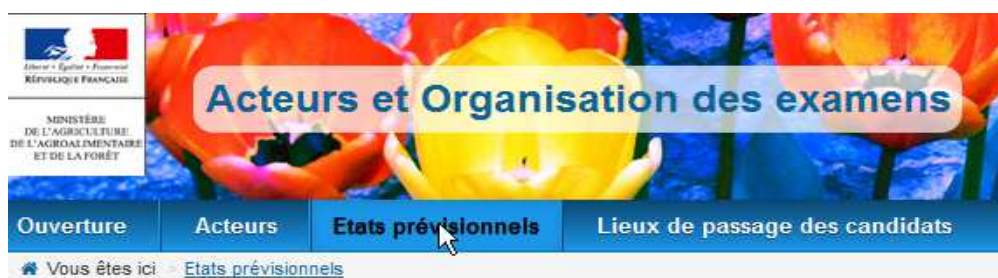 Liberté • Égalité • Fraternité
RÉPUBLIQUE FRANÇAISE
MINISTÈRE
DE L'AGRICULTURE
DE L'AGROALIMENTAIRE
ET DE LA FORÊT
Acteurs et Organisation des examens
Ouverture Acteurs Etats prévisionnels Lieux de passage des candidats
Vous êtes ici Etats prévisionnels